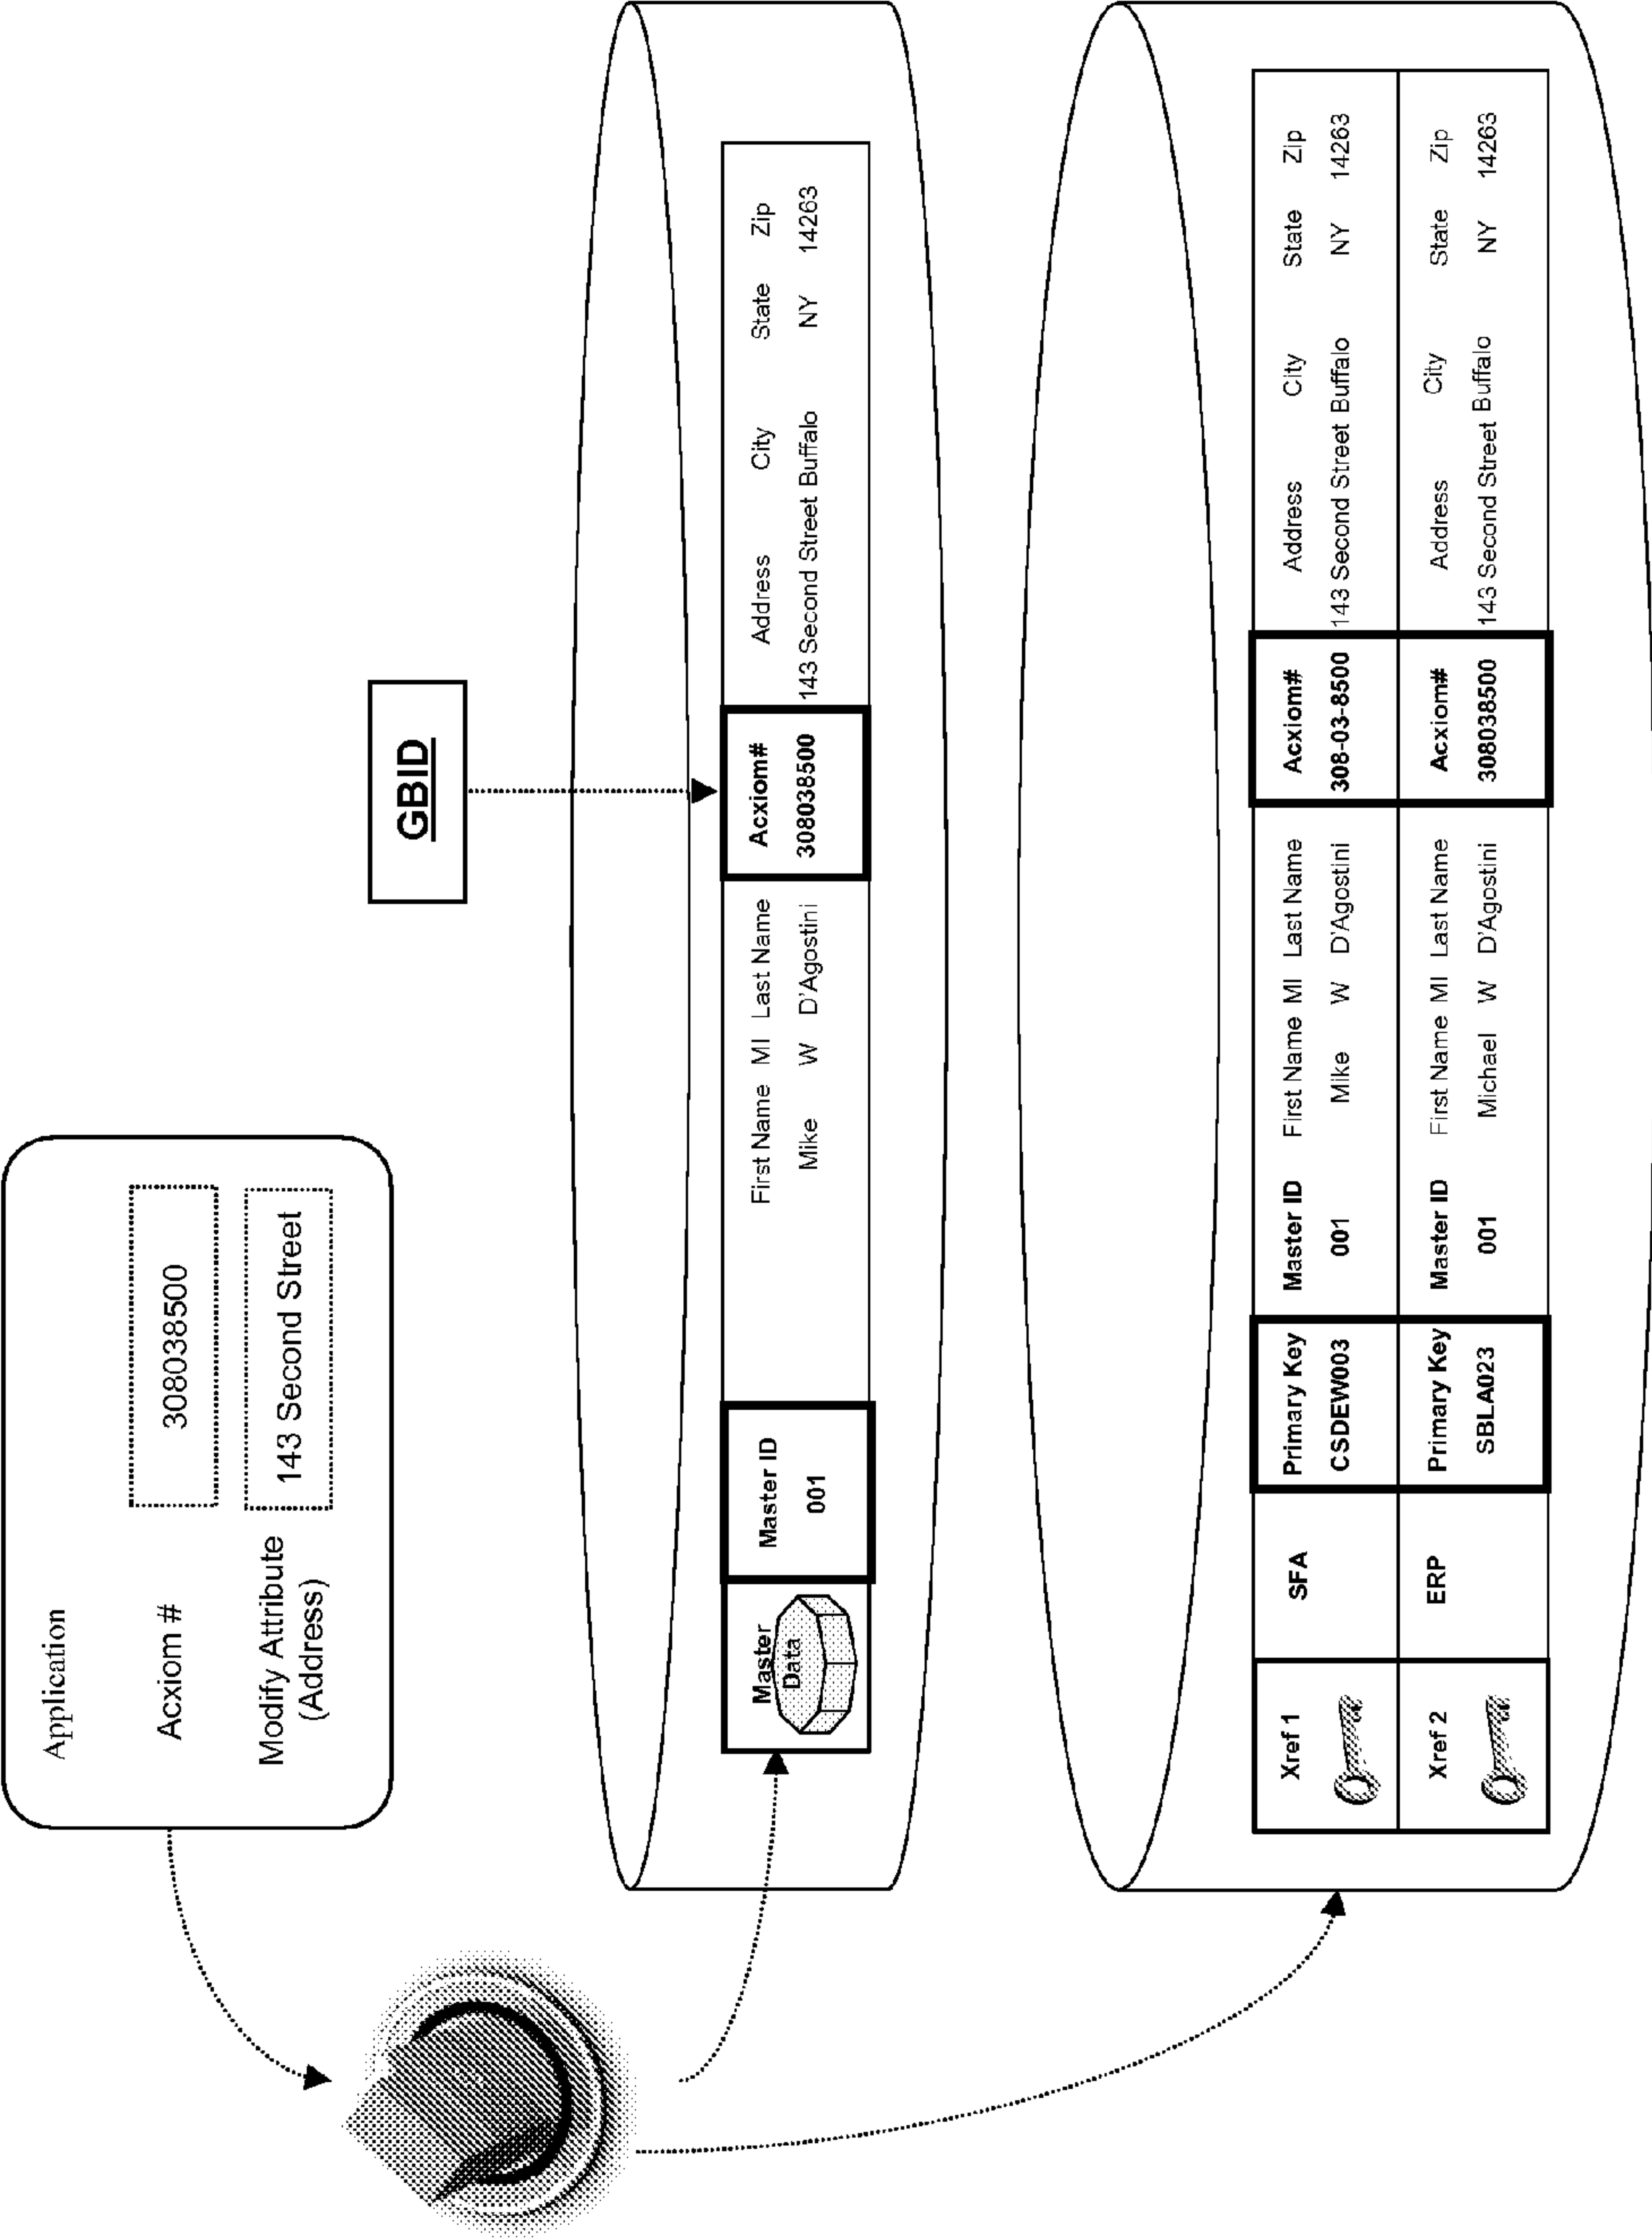 Application
Acxiom # 308038500
Modify Attribute 143 Second Street
(Address)
GBID
Master Master ID First Name MI Last Name Acxiom# Address City State Zip
Data 001 Mike W D'Agostini 308038500 143 Second Street Buffalo NY 14263
Xref 1 SFA Primary Key Master ID First Name MI Last Name Acxiom# Address City State Zip
CSDEW003 001 Mike W D'Agostini 308-03-8500 143 Second Street Buffalo NY 14263
Xref 2 ERP Primary Key Master ID First Name MI Last Name Acxiom# Address City State Zip
SBLA023 001 Michael W D'Agostini 308038500 143 Second Street Buffalo NY 14263